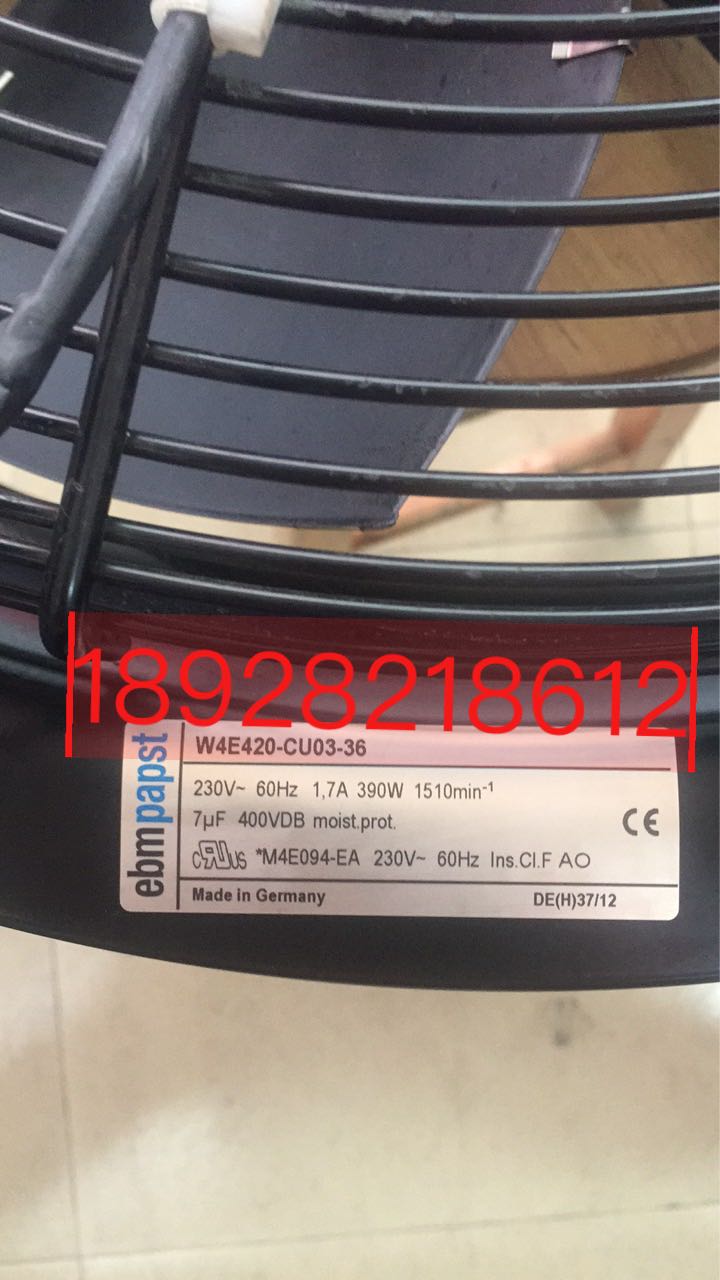 18928218612
ebmpapst
W4E420-CU03-36
230V~ 60Hz 1,7A 390W 1510min⁻¹
7µF 400VDB moist.prot.
CE
cRUus *M4E094-EA 230V~ 60Hz Ins.Cl.F AO
Made in Germany DE(H)37/12